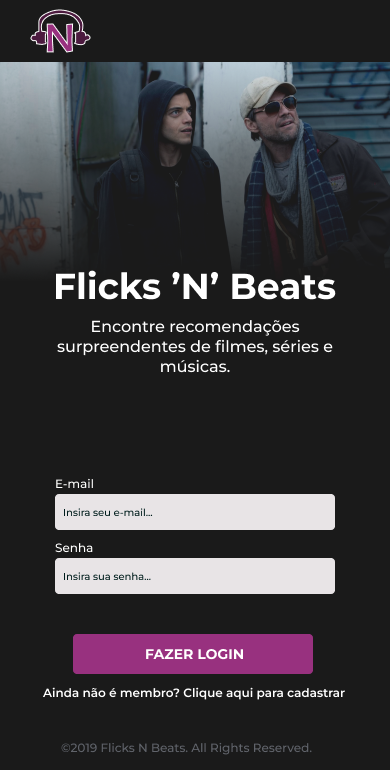 N
Flicks ’N’ Beats
Encontre recomendações
surpreendentes de filmes, séries e
músicas.
E-mail
Insira seu e-mail...
Senha
Insira sua senha...
FAZER LOGIN
Ainda não é membro? Clique aqui para cadastrar
©2019 Flicks N Beats. All Rights Reserved.